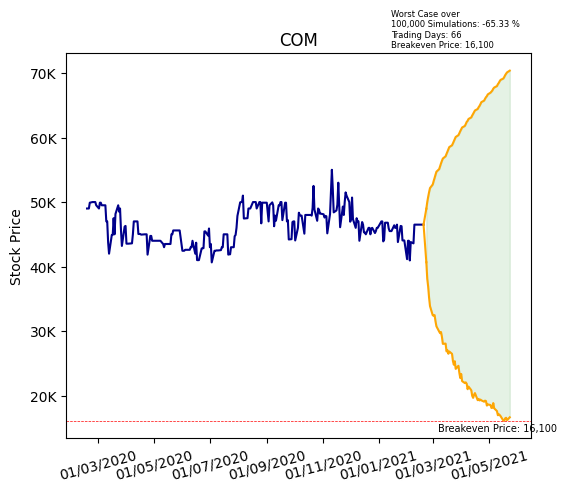 Worst Case over
100,000 Simulations: -65.33 %
Trading Days: 66
Breakeven Price: 16,100
COM
70K
60K
50K
40K
30K
20K
Stock Price
Breakeven Price: 16,100
01/03/2020
01/05/2020
01/07/2020
01/09/2020
01/11/2020
01/01/2021
01/03/2021
01/05/2021